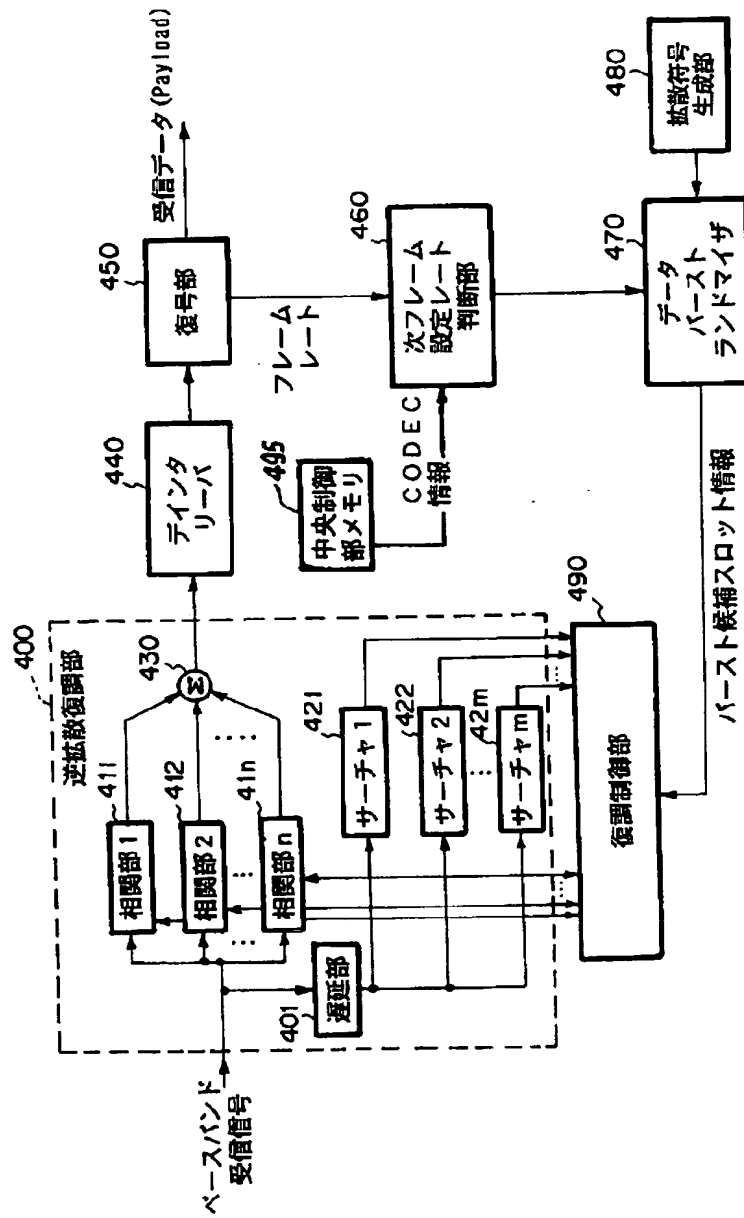 ベースバンド
受信信号
400
逆拡散復調部
411
相関部1
412
相関部2
41n
相関部n
401
遅延部
430
Σ
421
サーチャ1
422
サーチャ2
42m
サーチャm
490
復調制御部
440
デインタ
リーバ
450
復号部
受信データ(Payload)
フレーム
レート
495
中央制御
部メモリ
CODEC
情報
460
次フレーム
設定レート
判断部
470
データ
バースト
ランドマイザ
480
拡散符号
生成部
バースト候補スロット情報